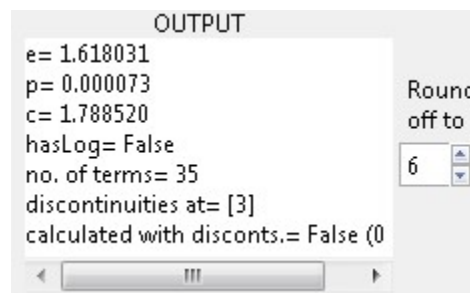 OUTPUT
e= 1.618031
p= 0.000073
c= 1.788520
hasLog= False
no. of terms= 35
discontinuities at= [3]
calculated with disconts.= False (0
Round
off to
6